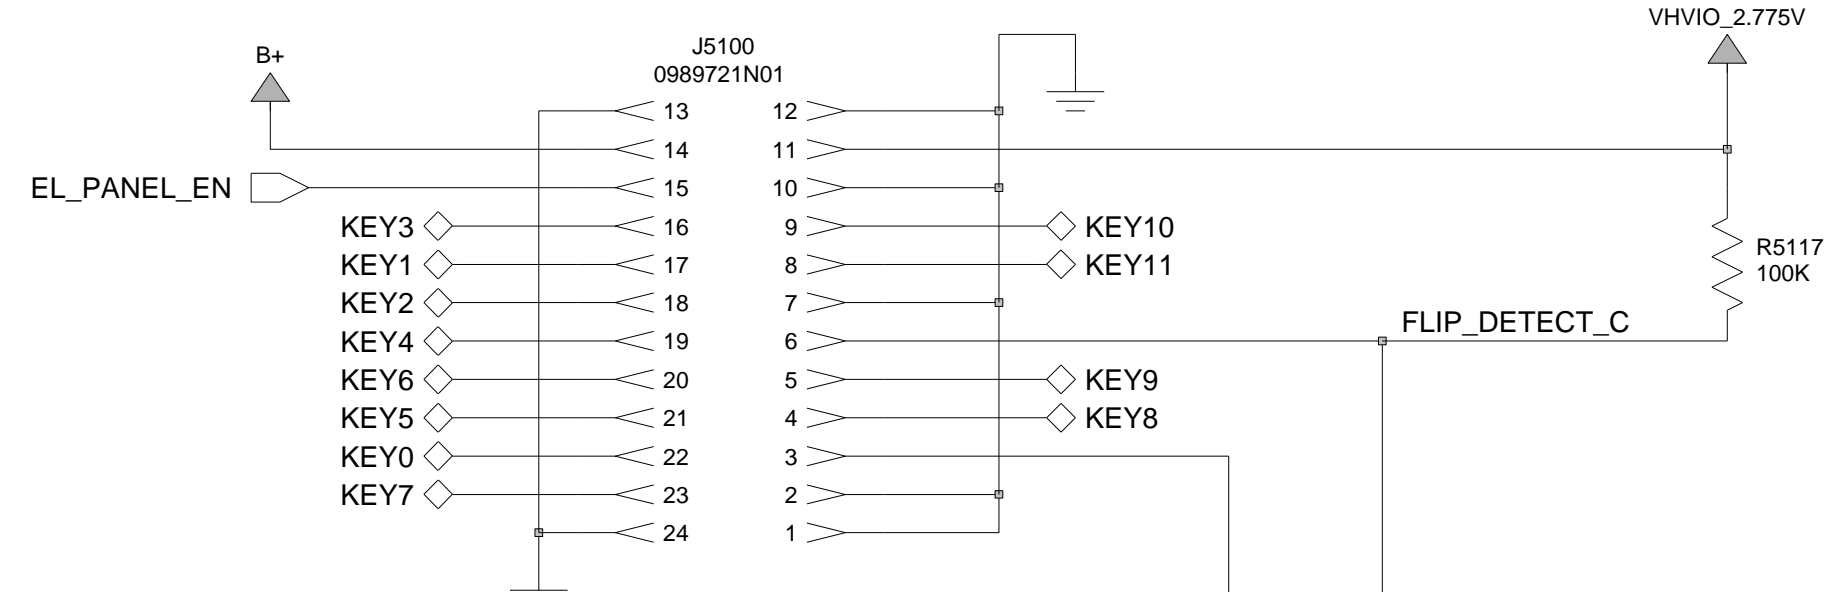 VHVIO_2.775V
B+
J5100
0989721N01
13 12
14 11
EL_PANEL_EN 15 10
KEY3 16 9 KEY10
KEY1 17 8 KEY11
R5117
100K
KEY2 18 7
FLIP_DETECT_C
KEY4 19 6
KEY6 20 5 KEY9
KEY5 21 4 KEY8
KEY0 22 3
KEY7 23 2
24 1